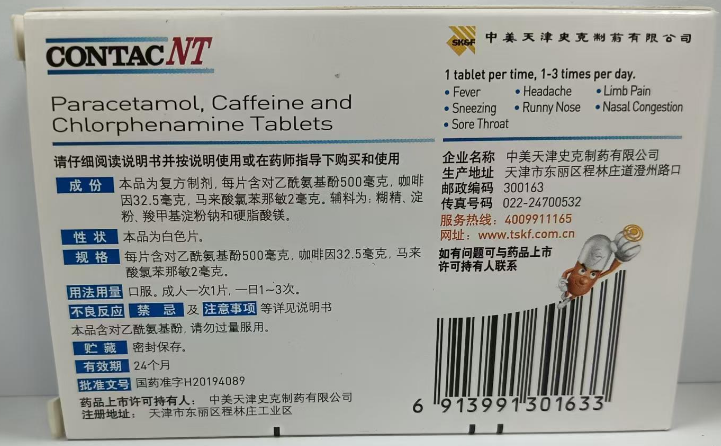 CONTAC NT
Paracetamol, Caffeine and
Chlorphenamine Tablets
请仔细阅读说明书并按说明使用或在药师指导下购买和使用
成份 本品为复方制剂,每片含对乙酰氨基酚500毫克,咖啡
因32.5毫克,马来酸氯苯那敏2毫克。辅料为:糊精、淀
粉、羧甲基淀粉钠和硬脂酸镁。
性状 本品为白色片。
规格 每片含对乙酰氨基酚500毫克,咖啡因32.5毫克,马来
酸氯苯那敏2毫克。
用法用量 口服。成人一次1片,一日1~3次。
不良反应 禁忌 及 注意事项 等详见说明书
本品含对乙酰氨基酚,请勿过量服用。
贮藏 密封保存。
有效期 24个月
批准文号 国药准字H20194089
药品上市许可持有人: 中美天津史克制药有限公司
注册地址: 天津市东丽区程林庄工业区
SK&F 中美天津史克制药有限公司
1 tablet per time, 1-3 times per day.
• Fever • Headache • Limb Pain
• Sneezing • Runny Nose • Nasal Congestion
• Sore Throat
企业名称 中美天津史克制药有限公司
生产地址 天津市东丽区程林庄道澄州路口
邮政编码 300163
传真号码 022-24700532
服务热线: 4009911165
网址: www.tskf.com.cn
如有问题可与药品上市
许可持有人联系
6 913991 301633